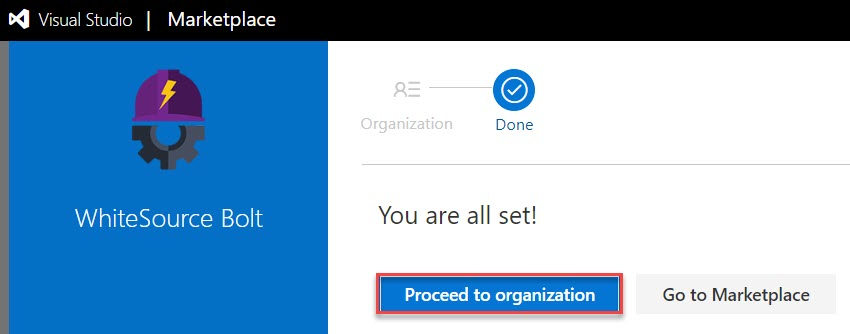 Visual Studio | Marketplace
Organization
Done
WhiteSource Bolt
You are all set!
Proceed to organization
Go to Marketplace